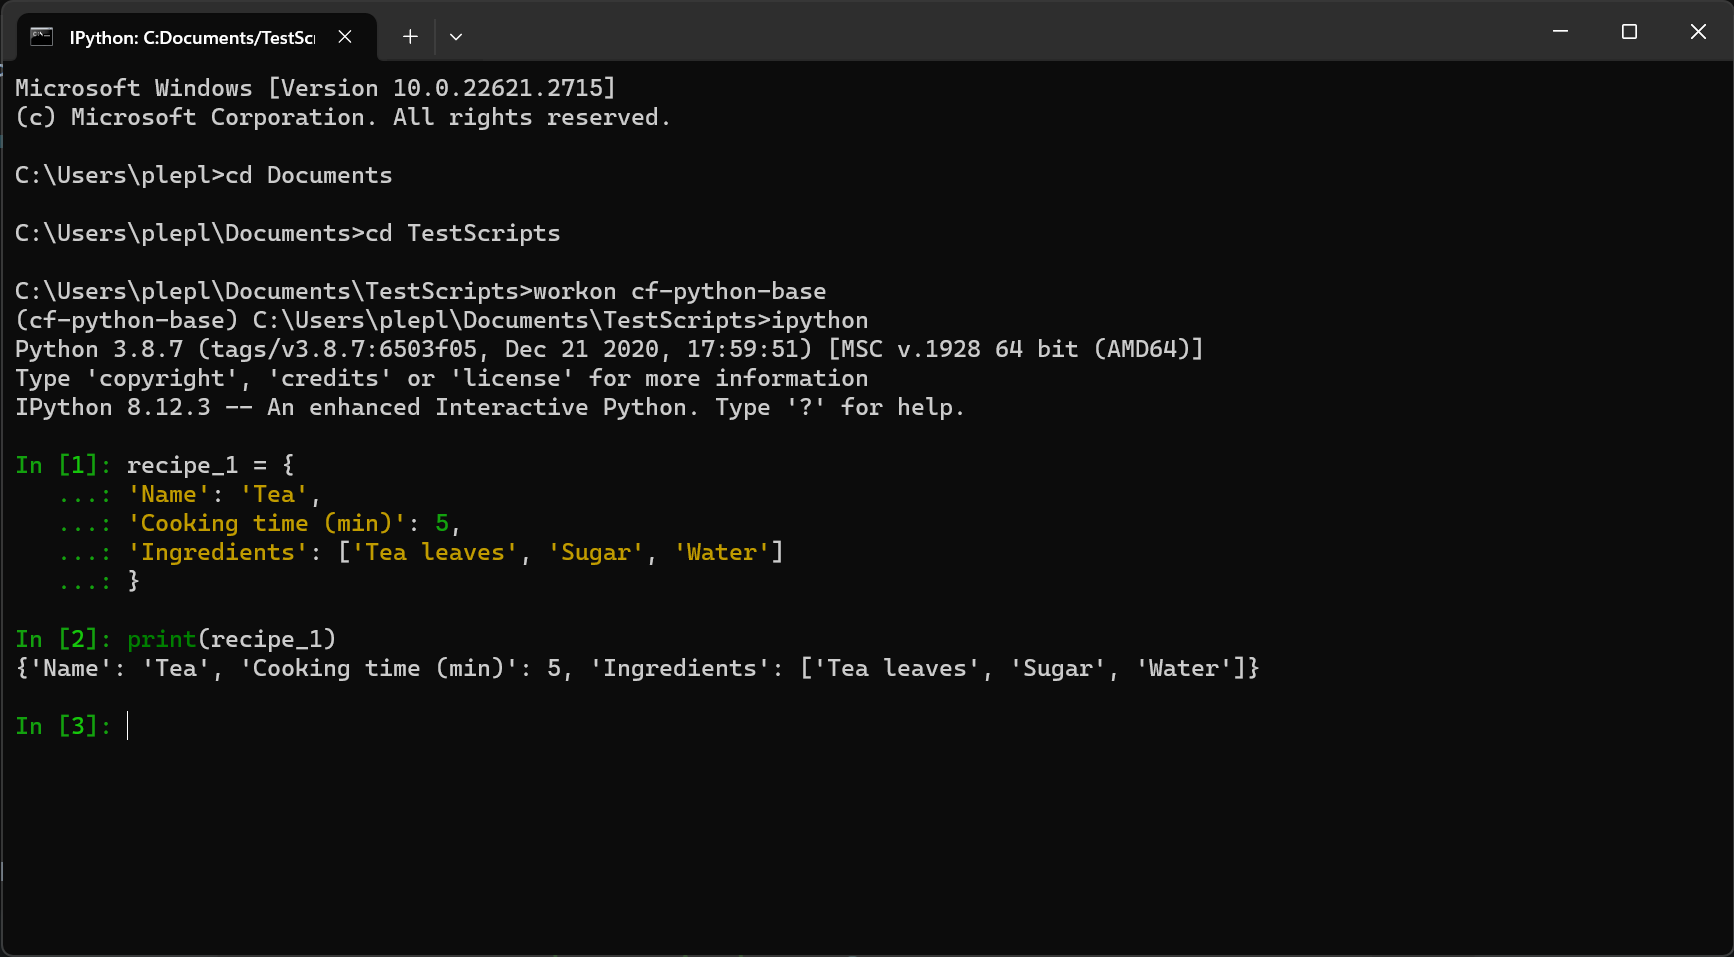 IPython: C:Documents/TestSc
Microsoft Windows [Version 10.0.22621.2715]
(c) Microsoft Corporation. All rights reserved.
C:\Users\plepl>cd Documents
C:\Users\plepl\Documents>cd TestScripts
C:\Users\plepl\Documents\TestScripts>workon cf-python-base
(cf-python-base) C:\Users\plepl\Documents\TestScripts>ipython
Python 3.8.7 (tags/v3.8.7:6503f05, Dec 21 2020, 17:59:51) [MSC v.1928 64 bit (AMD64)]
Type 'copyright', 'credits' or 'license' for more information
IPython 8.12.3 -- An enhanced Interactive Python. Type '?' for help.
In [1]: recipe_1 = {
   ...: 'Name': 'Tea',
   ...: 'Cooking time (min)': 5,
   ...: 'Ingredients': ['Tea leaves', 'Sugar', 'Water']
   ...: }
In [2]: print(recipe_1)
{'Name': 'Tea', 'Cooking time (min)': 5, 'Ingredients': ['Tea leaves', 'Sugar', 'Water']}
In [3]: